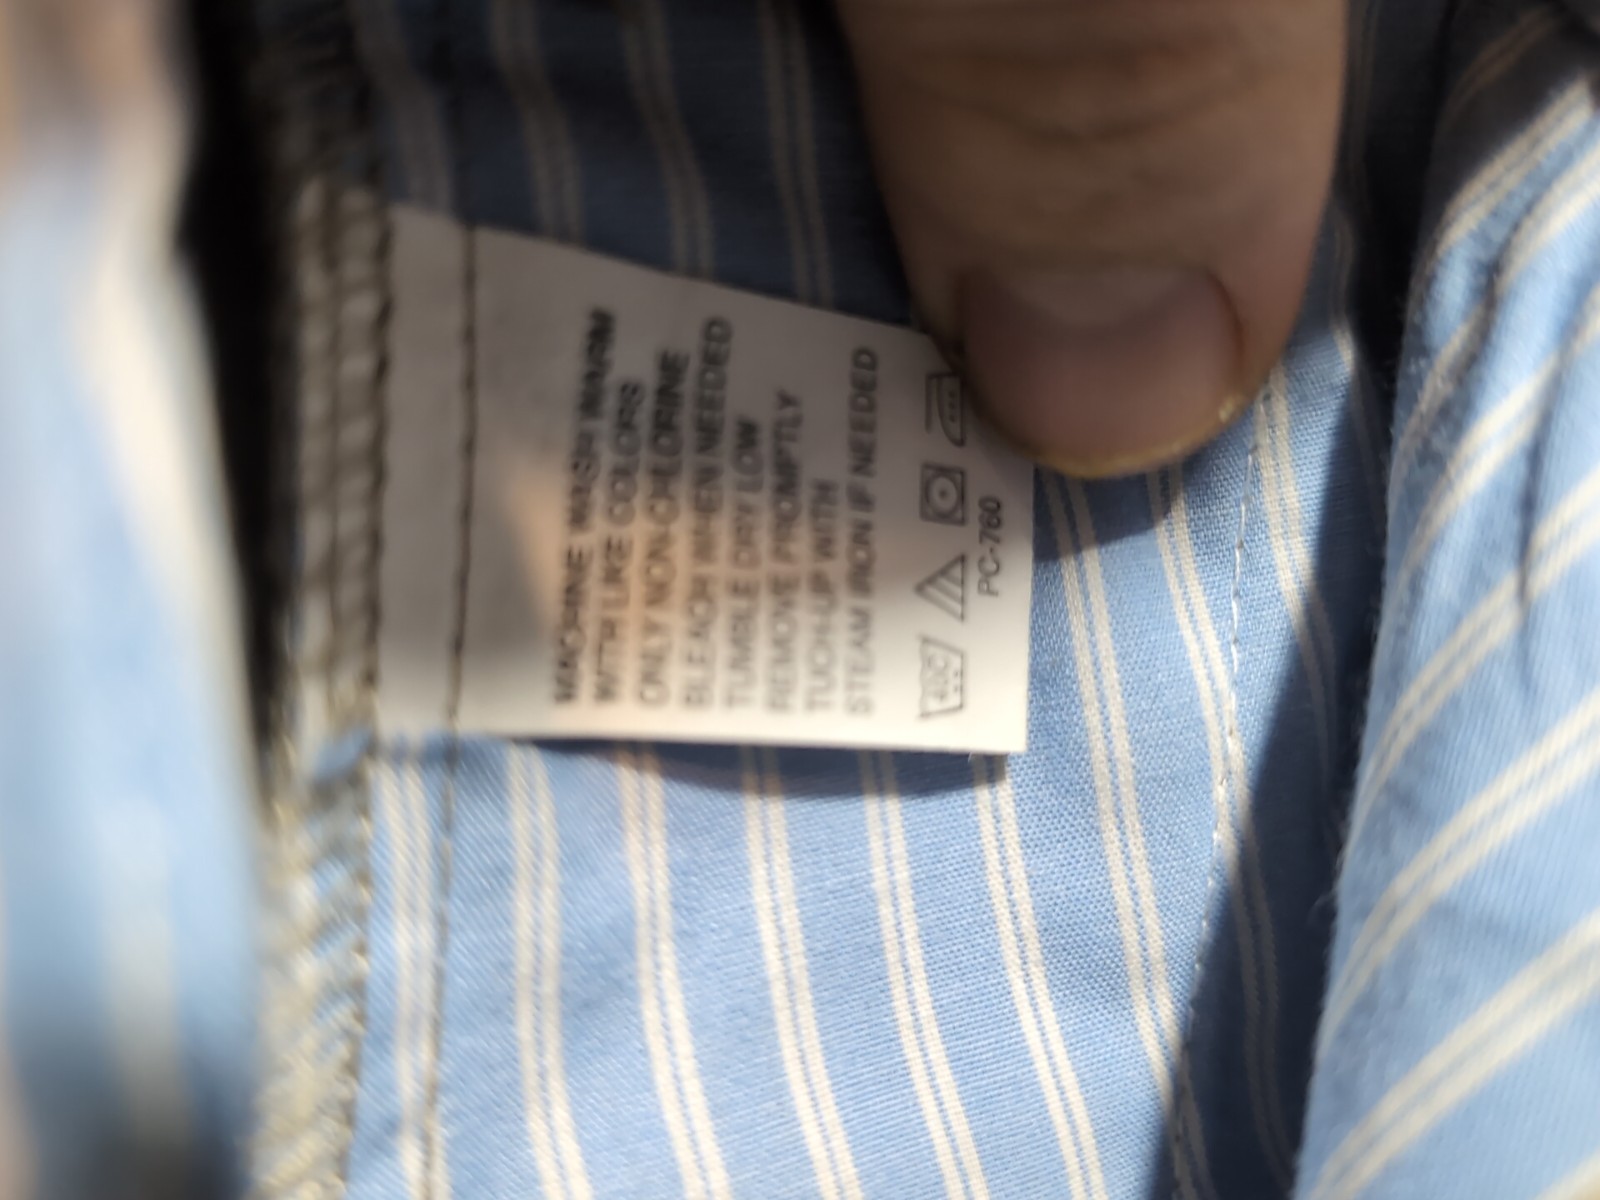 MACHINE WASH WARM
WITH LIKE COLORS
ONLY NON-CHLORINE
BLEACH WHEN NEEDED
TUMBLE DRY LOW
REMOVE PROMPTLY
TUCH-UP WITH
STEAM IRON IF NEEDED
PC-760